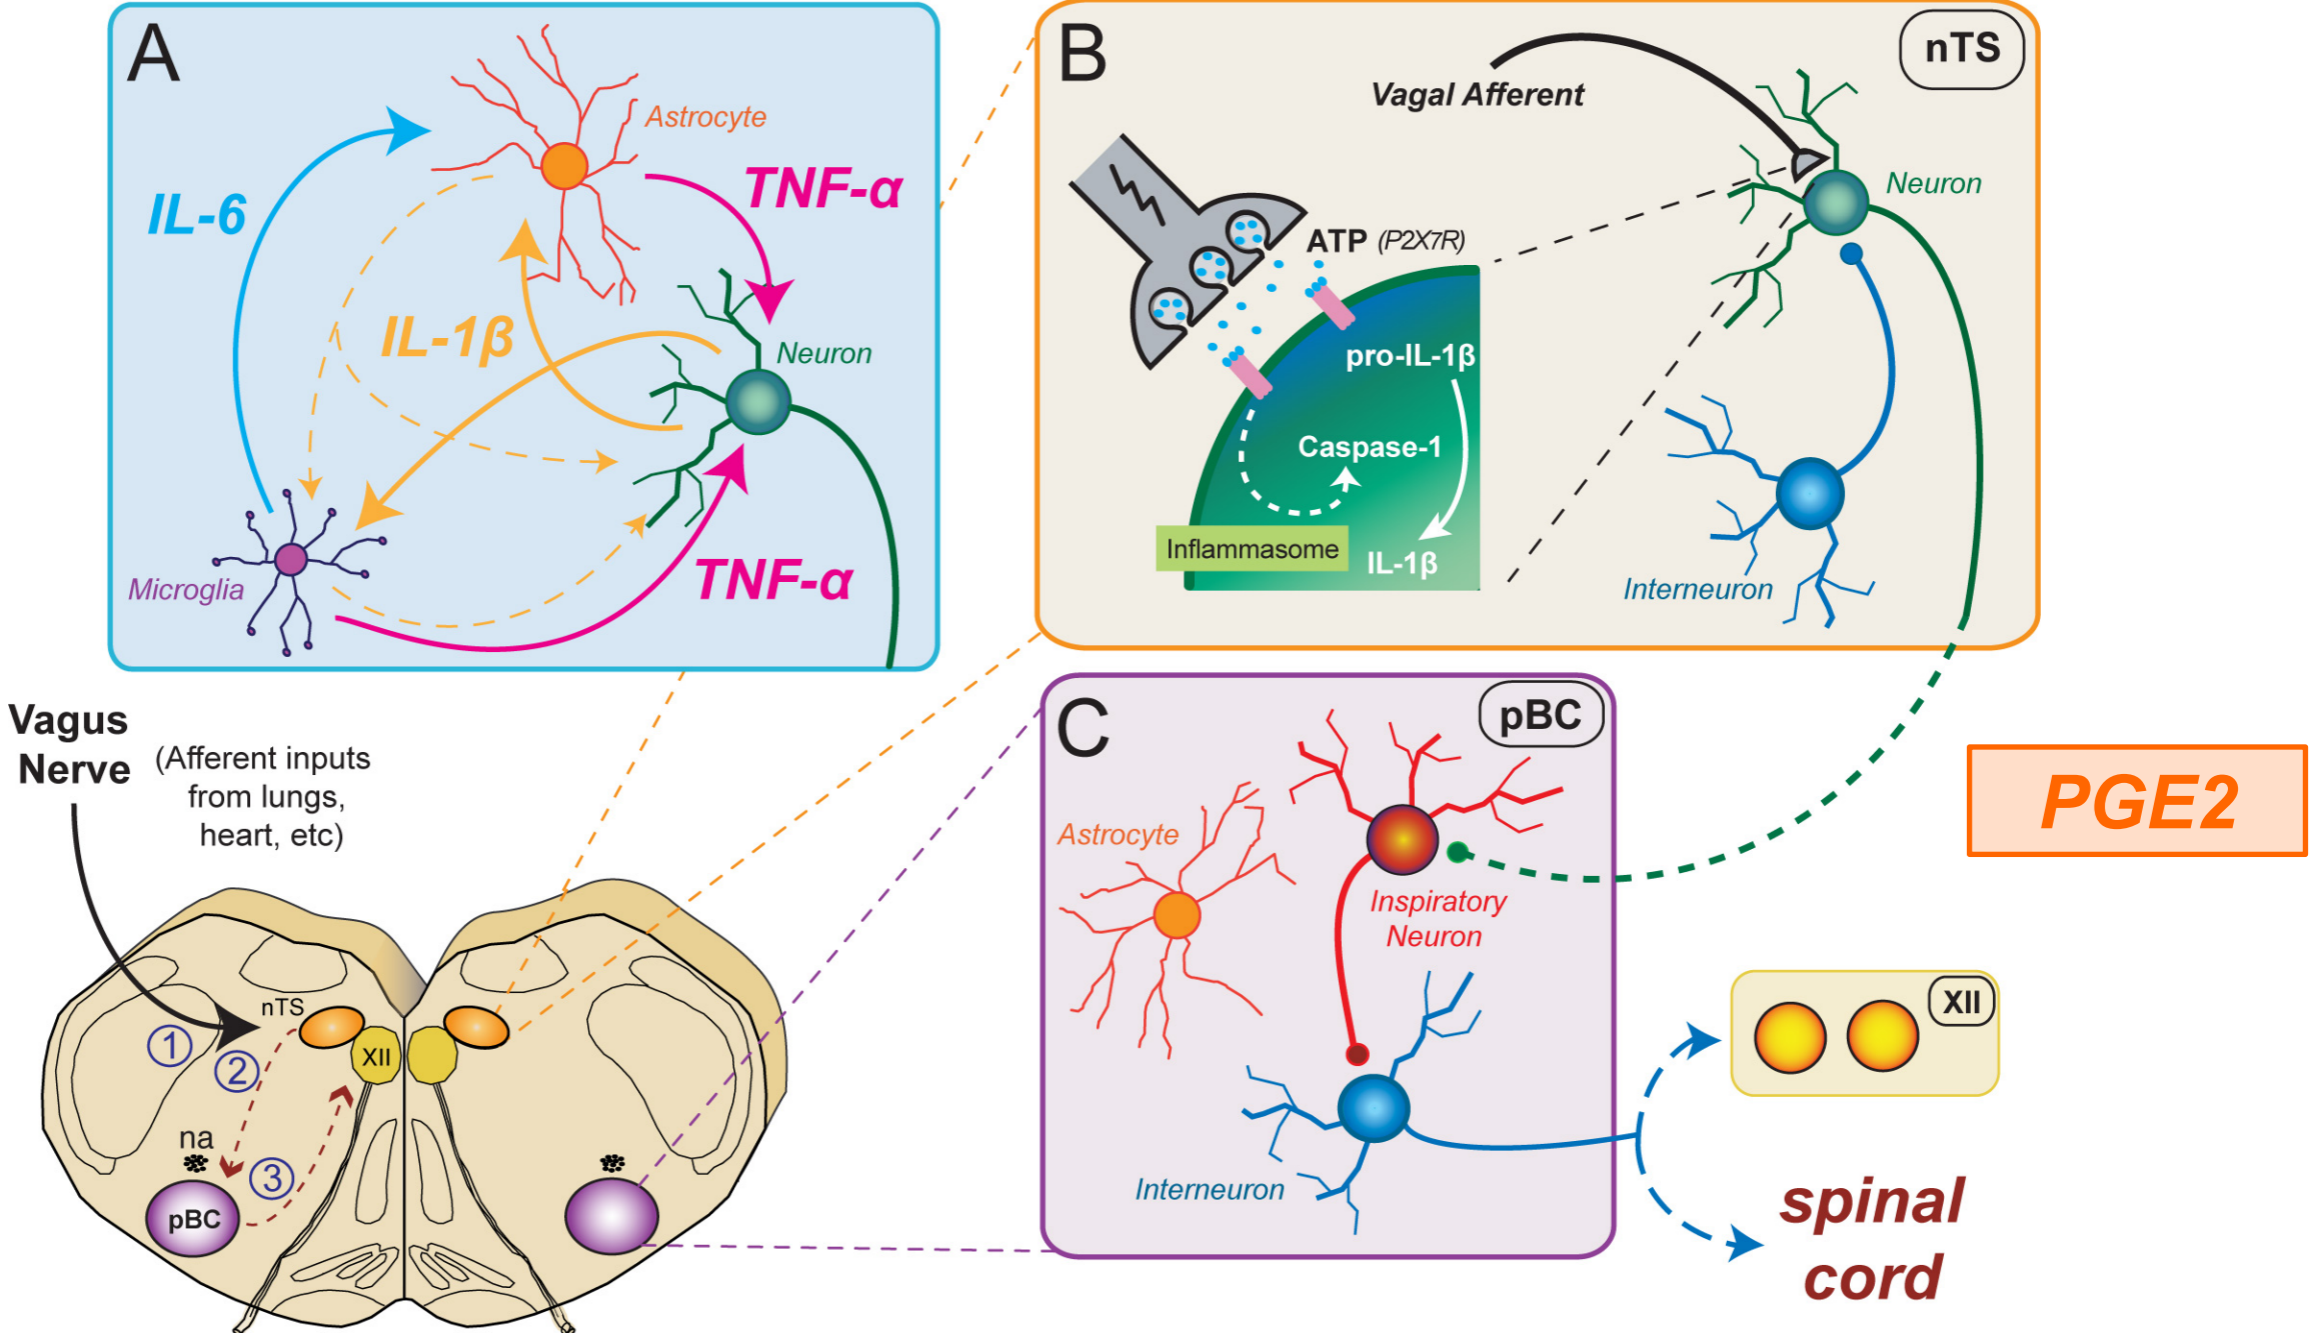 A
Astrocyte
TNF-α
IL-6
IL-1β
Neuron
TNF-α
Microglia
B
nTS
Vagal Afferent
Neuron
ATP (P2X7R)
pro-IL-1β
Caspase-1
Inflammasome
IL-1β
Interneuron
C
pBC
Astrocyte
Inspiratory
Neuron
Interneuron
PGE2
XII
spinal
cord
Vagus
Nerve
(Afferent inputs
from lungs,
heart, etc)
nTS
1
2
XII
na
3
pBC